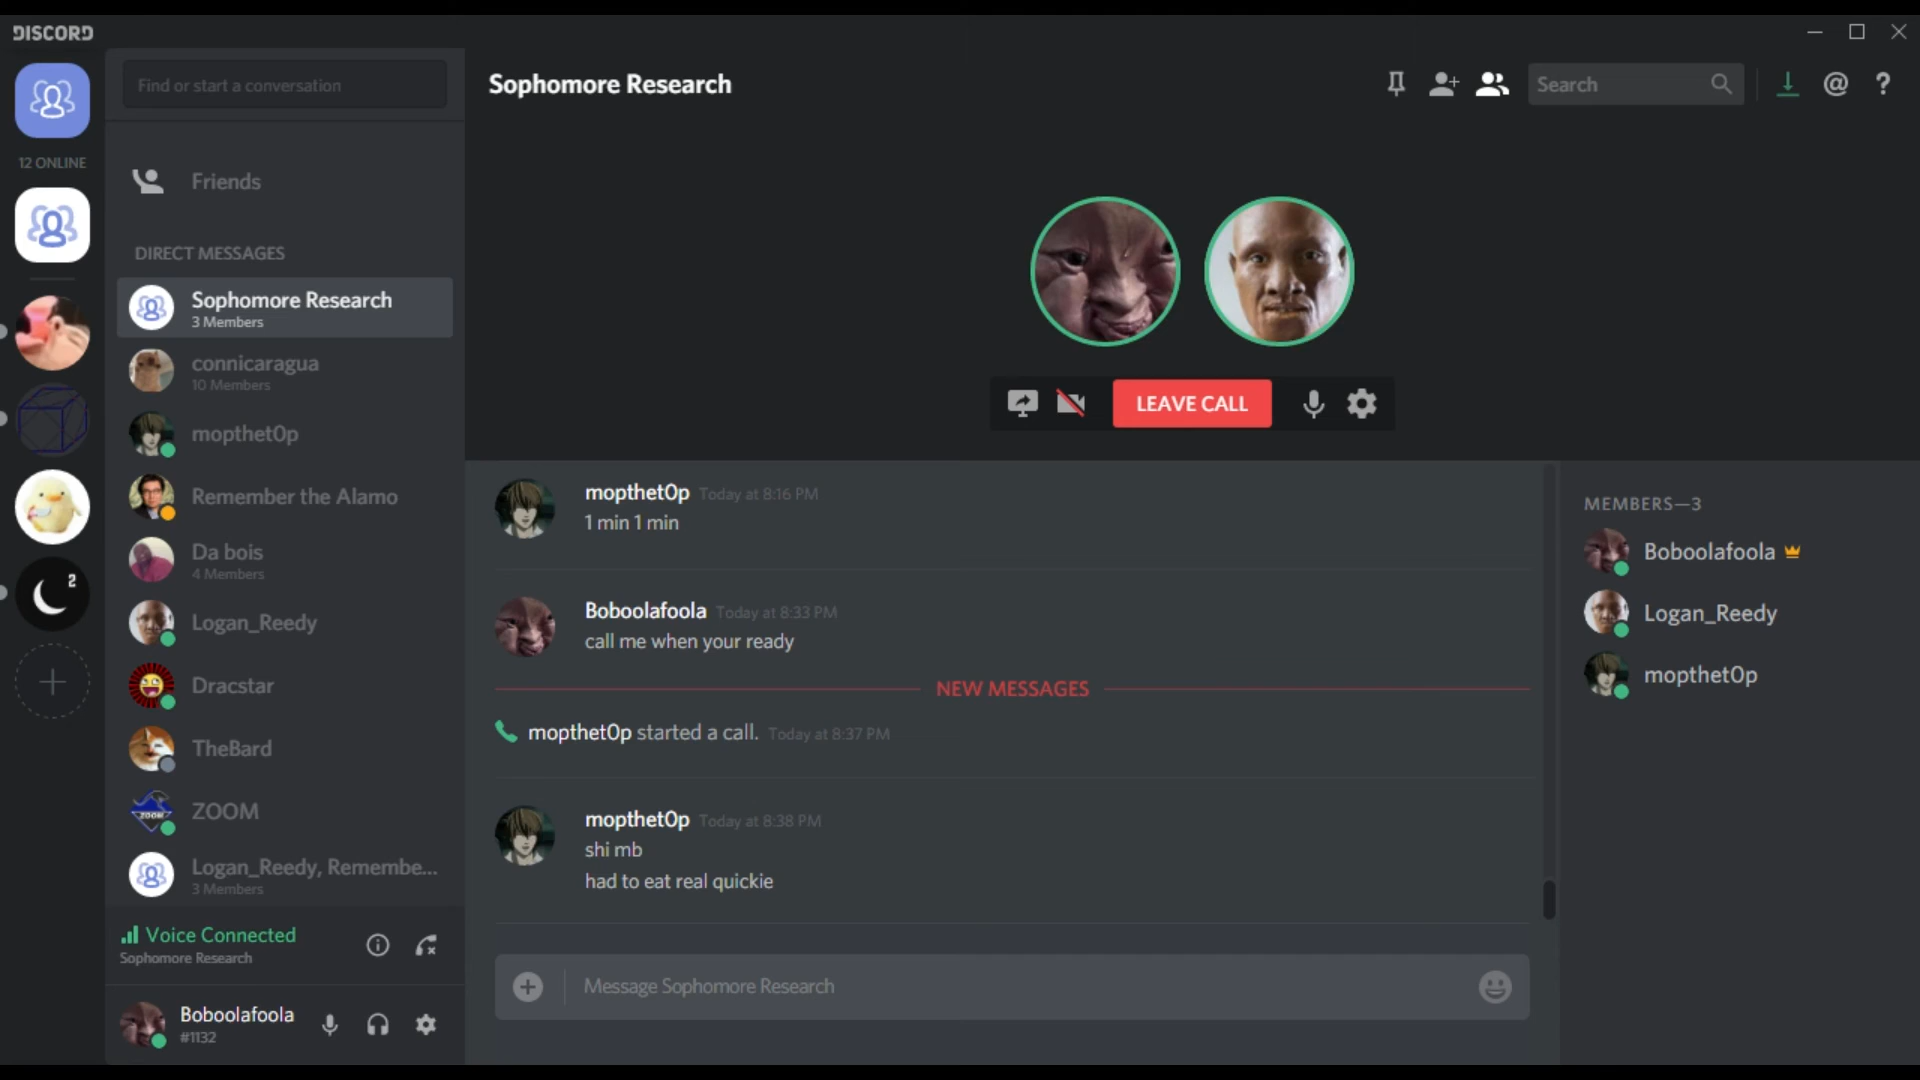 DISCORD
Find or start a conversation
Sophomore Research
Search
12 ONLINE
Friends
DIRECT MESSAGES
Sophomore Research
3 Members
connicaragua
10 Members
mopthetOp
Remember the Alamo
Da bois
4 Members
Logan_Reedy
Dracstar
TheBard
ZOOM
ZOOM
Logan_Reedy, Remembe...
3 Members
2
Voice Connected
Sophomore Research
Boboolafoola
#1132
LEAVE CALL
mopthetOp Today at 8:16 PM
1 min 1 min
Boboolafoola Today at 8:33 PM
call me when your ready
NEW MESSAGES
mopthetOp started a call. Today at 8:37 PM
mopthetOp Today at 8:38 PM
shi mb
had to eat real quickie
Message Sophomore Research
MEMBERS—3
Boboolafoola
Logan_Reedy
mopthetOp